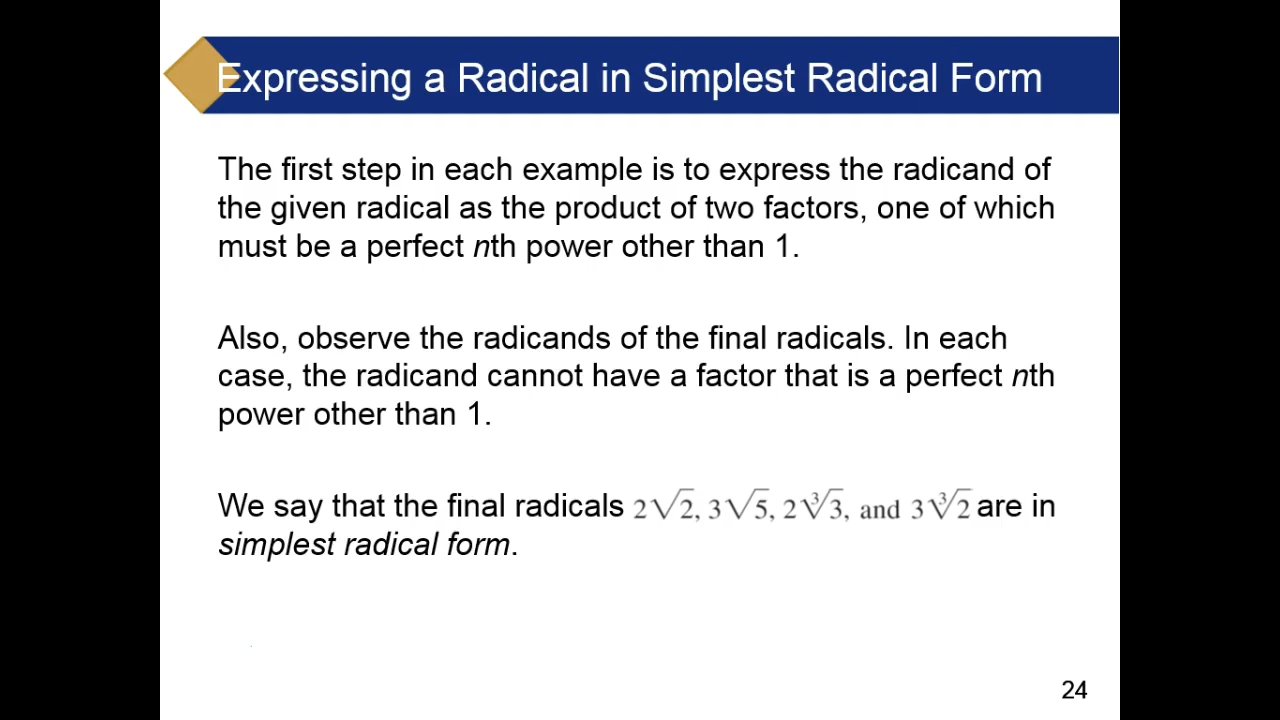 Expressing a Radical in Simplest Radical Form
The first step in each example is to express the radicand of
the given radical as the product of two factors, one of which
must be a perfect nth power other than 1.
Also, observe the radicands of the final radicals. In each
case, the radicand cannot have a factor that is a perfect nth
power other than 1.
We say that the final radicals 2√2, 3√5, 2∛3, and 3∛2 are in
simplest radical form.
24